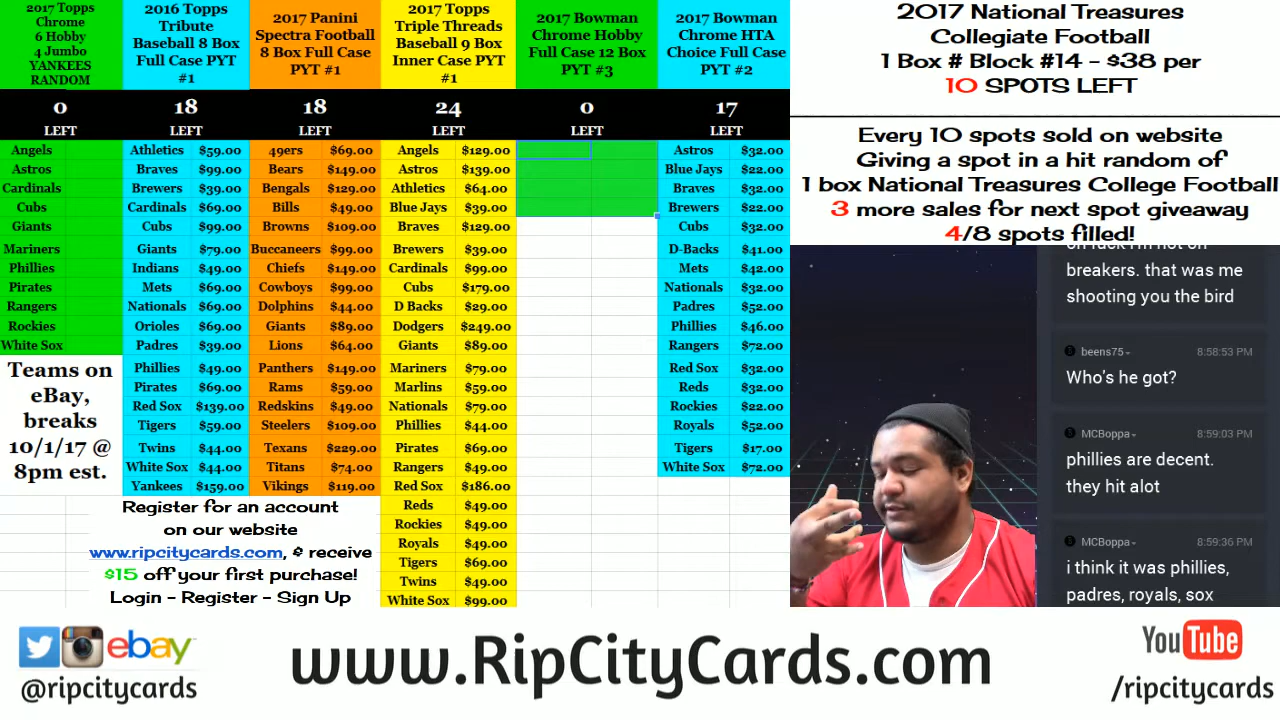 2017 Topps
Chrome
6 Hobby
4 Jumbo
YANKEES
RANDOM
0
LEFT
Angels
Astros
Cardinals
Cubs
Giants
Mariners
Phillies
Pirates
Rangers
Rockies
White Sox
Teams on
eBay,
breaks
10/1/17 @
8pm est.
2016 Topps
Tribute
Baseball 8 Box
Full Case PYT
#1
18
LEFT
Athletics $59.00
Braves $99.00
Brewers $39.00
Cardinals $69.00
Cubs $99.00
Giants $79.00
Indians $49.00
Mets $69.00
Nationals $69.00
Orioles $69.00
Padres $39.00
Phillies $49.00
Pirates $69.00
Red Sox $139.00
Tigers $59.00
Twins $44.00
White Sox $44.00
Yankees $159.00
2017 Panini
Spectra Football
8 Box Full Case
PYT #1
18
LEFT
49ers $69.00
Bears $149.00
Bengals $129.00
Bills $49.00
Browns $109.00
Buccaneers $99.00
Chiefs $149.00
Cowboys $99.00
Dolphins $44.00
Giants $89.00
Lions $64.00
Panthers $149.00
Rams $59.00
Redskins $49.00
Steelers $109.00
Texans $229.00
Titans $74.00
Vikings $119.00
Register for an account
on our website
www.ripcitycards.com, & receive
$15 off your first purchase!
Login - Register - Sign Up
2017 Topps
Triple Threads
Baseball 9 Box
Inner Case PYT
#1
24
LEFT
Angels $129.00
Astros $139.00
Athletics $64.00
Blue Jays $39.00
Braves $129.00
Brewers $39.00
Cardinals $99.00
Cubs $179.00
D Backs $29.00
Dodgers $249.00
Giants $89.00
Mariners $79.00
Marlins $59.00
Nationals $79.00
Phillies $44.00
Pirates $69.00
Rangers $49.00
Red Sox $186.00
Reds $49.00
Rockies $49.00
Royals $49.00
Tigers $69.00
Twins $49.00
White Sox $99.00
2017 Bowman
Chrome Hobby
Full Case 12 Box
PYT #3
0
LEFT
2017 Bowman
Chrome HTA
Choice Full Case
PYT #2
17
LEFT
Astros $32.00
Blue Jays $22.00
Braves $32.00
Brewers $22.00
Cubs $32.00
D-Backs $41.00
Mets $42.00
Nationals $32.00
Padres $52.00
Phillies $46.00
Rangers $72.00
Red Sox $32.00
Reds $32.00
Rockies $22.00
Royals $52.00
Tigers $17.00
White Sox $72.00
2017 National Treasures
Collegiate Football
1 Box # Block #14 - $38 per
10 SPOTS LEFT
Every 10 spots sold on website
Giving a spot in a hit random of
1 box National Treasures College Football
3 more sales for next spot giveaway
4/8 spots filled!
oh fuck i'm not on
breakers. that was me
shooting you the bird
beens75 8:58:53 PM
Who's he got?
MCBoppa 8:59:03 PM
phillies are decent.
they hit alot
MCBoppa 8:59:36 PM
i think it was phillies,
padres, royals, sox
ebay
@ripcitycards
www.RipCityCards.com
YouTube
/ripcitycards